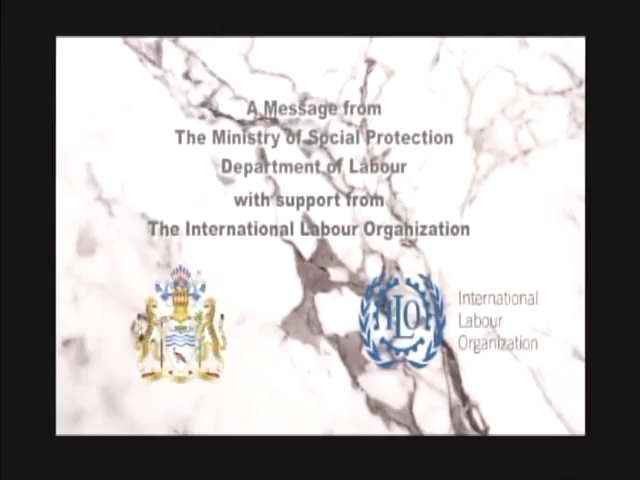 A Message from
The Ministry of Social Protection
Department of Labour
with support from
The International Labour Organization
ILO
International
Labour
Organization